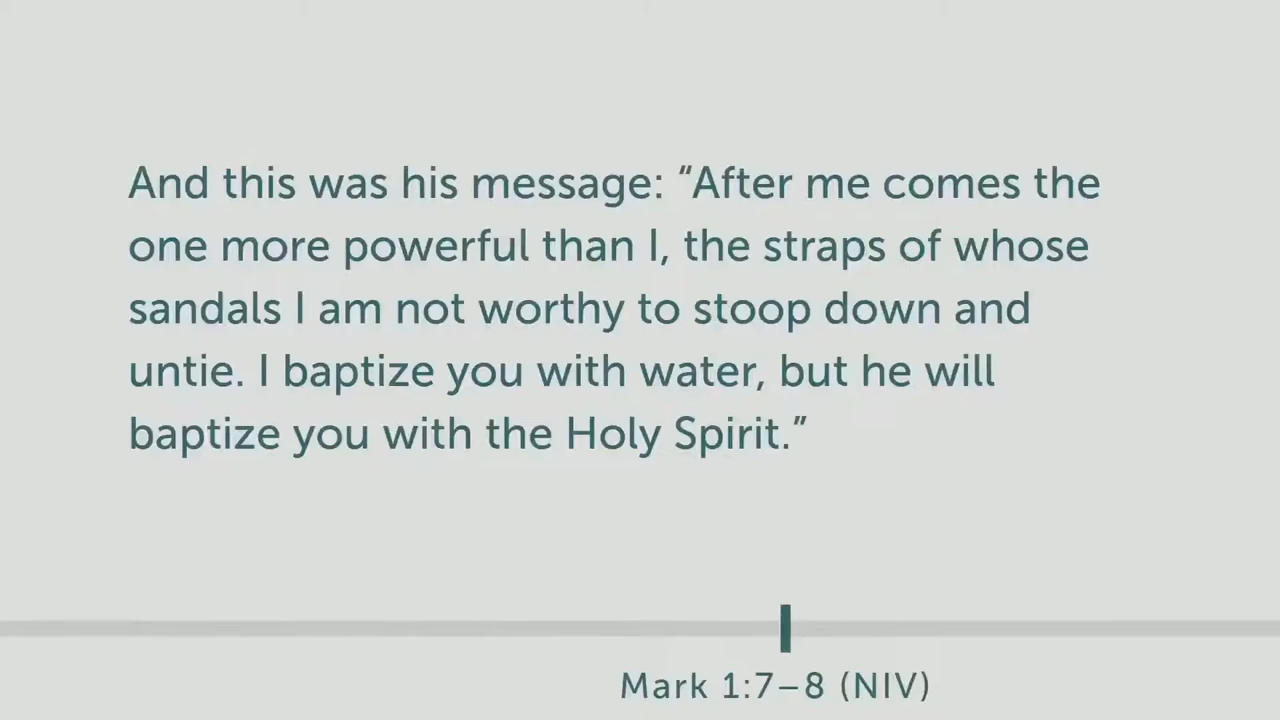 And this was his message: “After me comes the
one more powerful than I, the straps of whose
sandals I am not worthy to stoop down and
untie. I baptize you with water, but he will
baptize you with the Holy Spirit.”
Mark 1:7–8 (NIV)